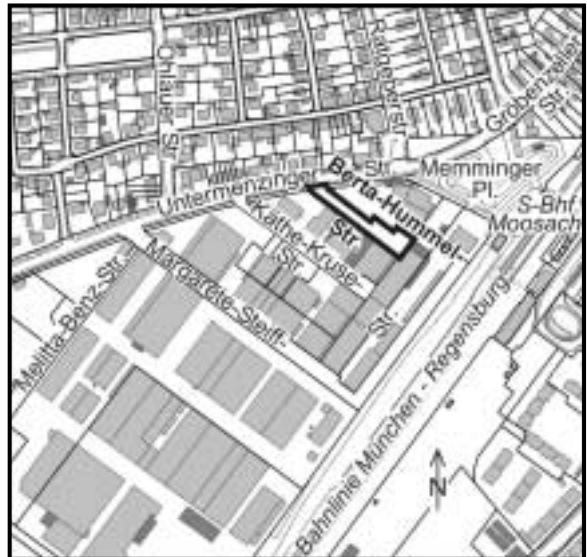 Ohlauer Str.
Gröbenzeller
Str.
Untermenzinger
Str.
Memminger
Pl.
S-Bhf
Moosach
Berta-Hummel-
Str.
Käthe-Kruse-
Str.
Margarete-Steiff-
Str.
Melitta-Benz-Str.
Bahnlinie München - Regensburg
N